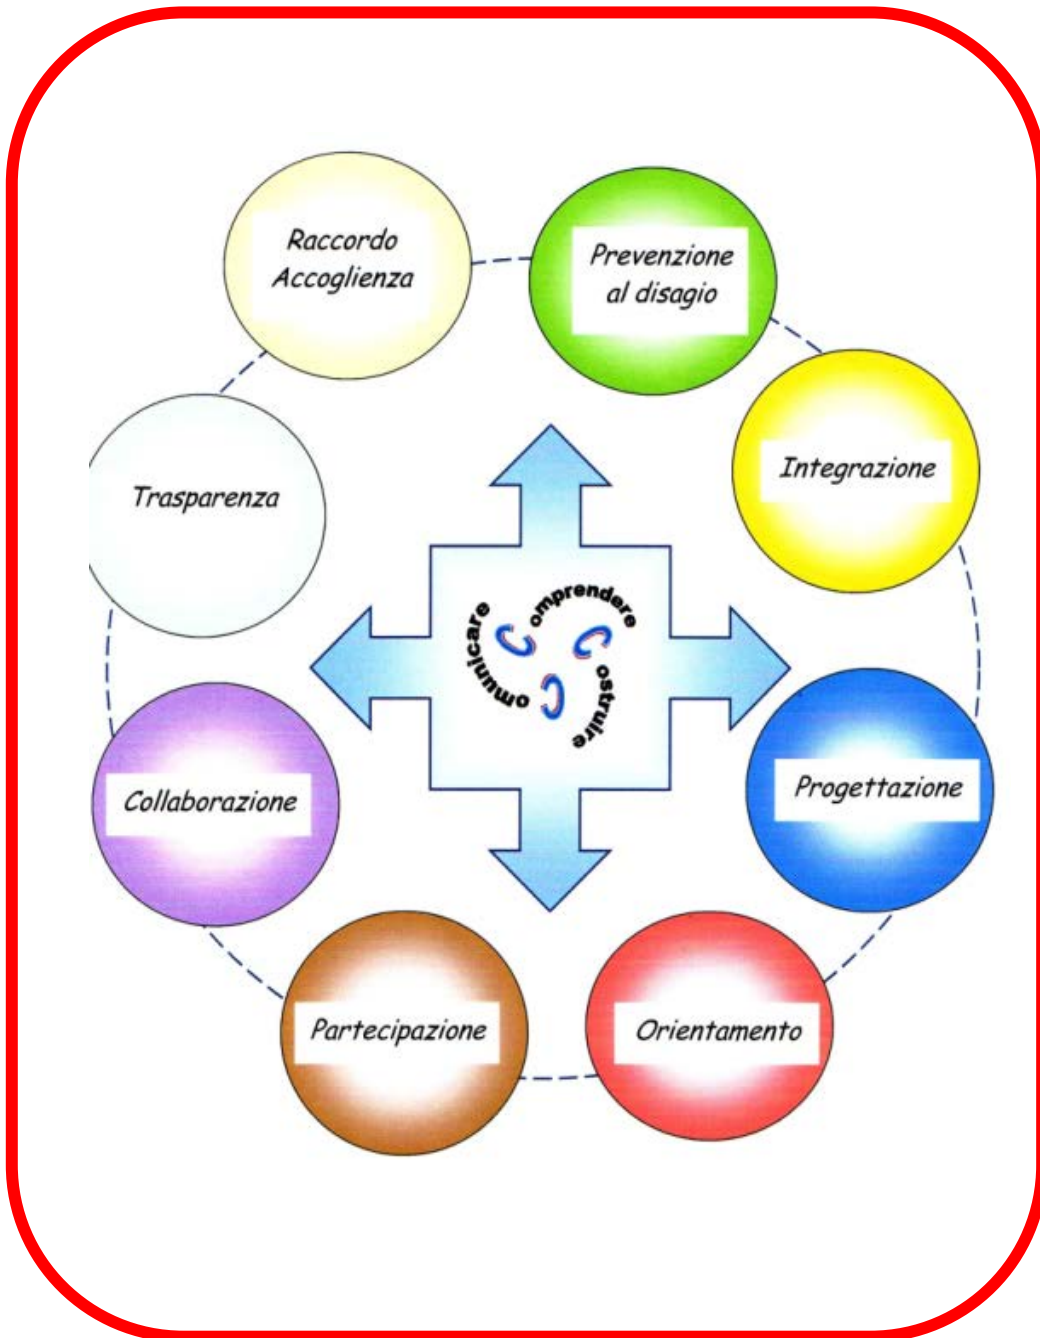 Raccordo
Accoglienza
Prevenzione
al disagio
Trasparenza
Integrazione
Comunicare
Comprendere
Costruire
Collaborazione
Progettazione
Partecipazione
Orientamento